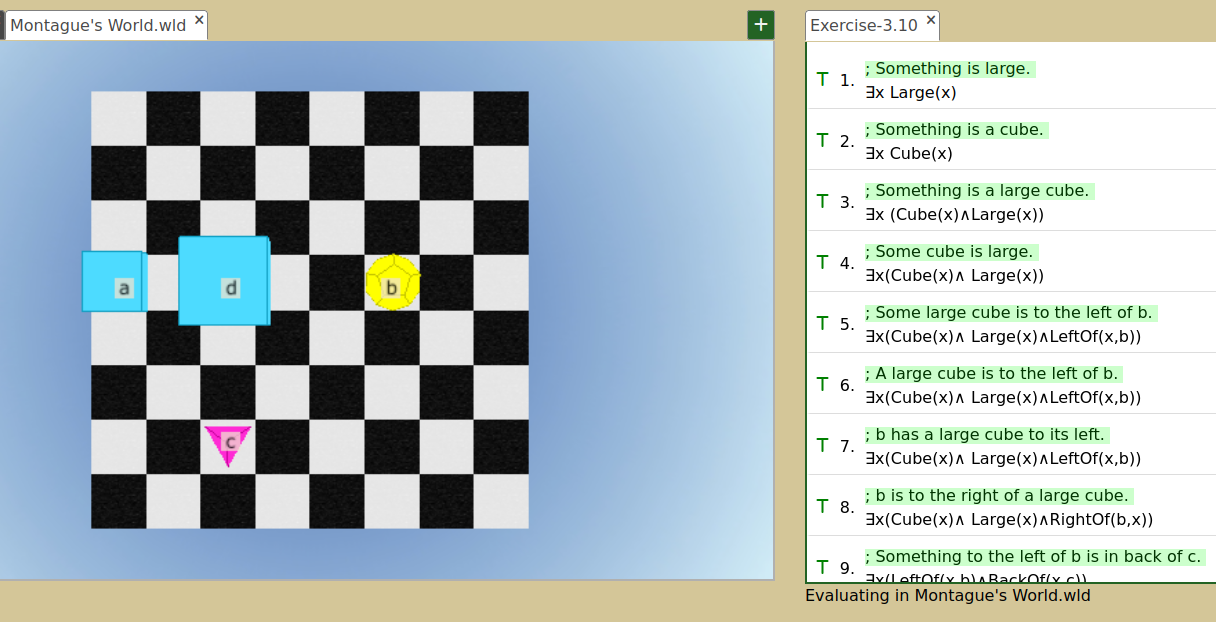 Montague's World.wld ×
+
Exercise-3.10 ×
a
d
b
c
T 1. ; Something is large.
∃x Large(x)
T 2. ; Something is a cube.
∃x Cube(x)
T 3. ; Something is a large cube.
∃x (Cube(x)∧Large(x))
T 4. ; Some cube is large.
∃x(Cube(x)∧ Large(x))
T 5. ; Some large cube is to the left of b.
∃x(Cube(x)∧ Large(x)∧LeftOf(x,b))
T 6. ; A large cube is to the left of b.
∃x(Cube(x)∧ Large(x)∧LeftOf(x,b))
T 7. ; b has a large cube to its left.
∃x(Cube(x)∧ Large(x)∧LeftOf(x,b))
T 8. ; b is to the right of a large cube.
∃x(Cube(x)∧ Large(x)∧RightOf(b,x))
T 9. ; Something to the left of b is in back of c.
∃x(LeftOf(x,b)∧BackOf(x,c))
Evaluating in Montague's World.wld